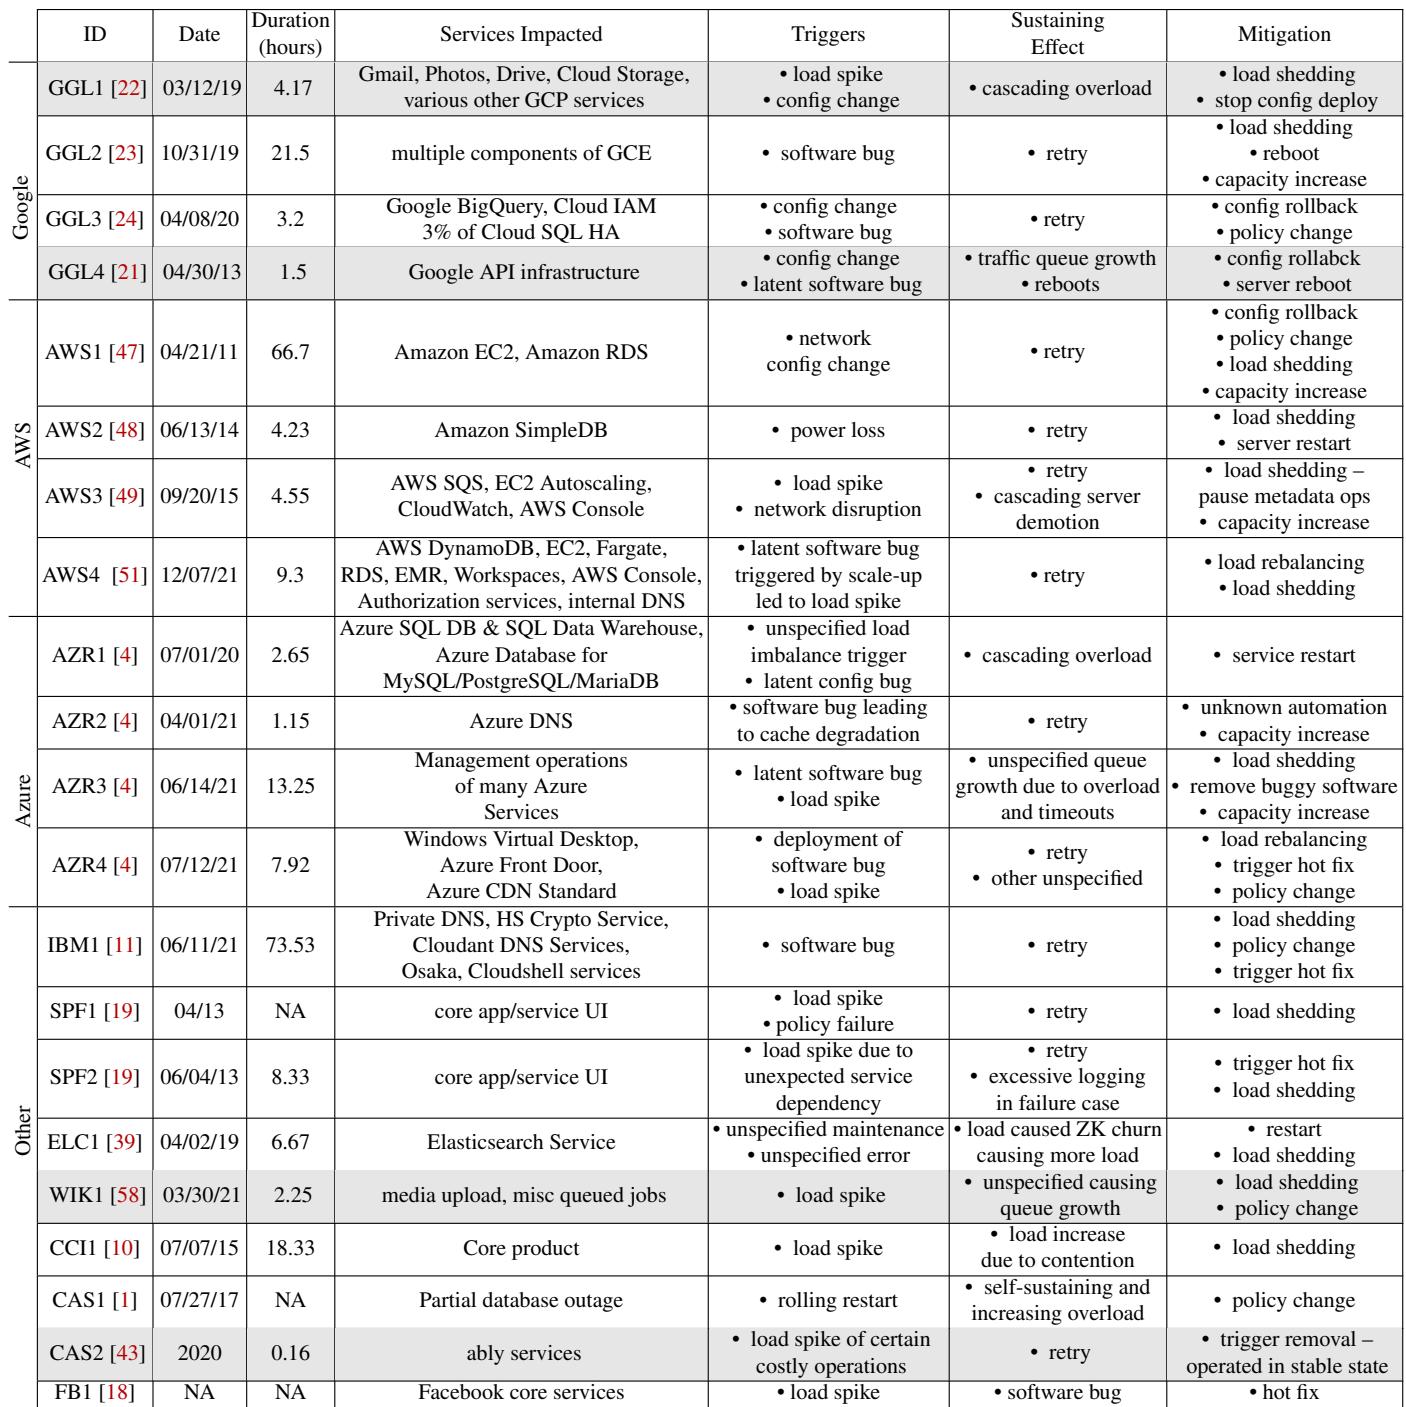 ID Date Duration (hours) Services Impacted Triggers Sustaining Effect Mitigation
Google
GGL1 [22] 03/12/19 4.17 Gmail, Photos, Drive, Cloud Storage, various other GCP services • load spike • config change • cascading overload • load shedding • stop config deploy
GGL2 [23] 10/31/19 21.5 multiple components of GCE • software bug • retry • load shedding • reboot • capacity increase
GGL3 [24] 04/08/20 3.2 Google BigQuery, Cloud IAM 3% of Cloud SQL HA • config change • software bug • retry • config rollback • policy change
GGL4 [21] 04/30/13 1.5 Google API infrastructure • config change • latent software bug • traffic queue growth • reboots • config rollabck • server reboot
AWS
AWS1 [47] 04/21/11 66.7 Amazon EC2, Amazon RDS • network config change • retry • config rollback • policy change • load shedding • capacity increase
AWS2 [48] 06/13/14 4.23 Amazon SimpleDB • power loss • retry • load shedding • server restart
AWS3 [49] 09/20/15 4.55 AWS SQS, EC2 Autoscaling, CloudWatch, AWS Console • load spike • network disruption • retry • cascading server demotion • load shedding – pause metadata ops • capacity increase
AWS4 [51] 12/07/21 9.3 AWS DynamoDB, EC2, Fargate, RDS, EMR, Workspaces, AWS Console, Authorization services, internal DNS • latent software bug triggered by scale-up led to load spike • retry • load rebalancing • load shedding
Azure
AZR1 [4] 07/01/20 2.65 Azure SQL DB & SQL Data Warehouse, Azure Database for MySQL/PostgreSQL/MariaDB • unspecified load imbalance trigger • latent config bug • cascading overload • service restart
AZR2 [4] 04/01/21 1.15 Azure DNS • software bug leading to cache degradation • retry • unknown automation • capacity increase
AZR3 [4] 06/14/21 13.25 Management operations of many Azure Services • latent software bug • load spike • unspecified queue growth due to overload and timeouts • load shedding • remove buggy software • capacity increase
AZR4 [4] 07/12/21 7.92 Windows Virtual Desktop, Azure Front Door, Azure CDN Standard • deployment of software bug • load spike • retry • other unspecified • load rebalancing • trigger hot fix • policy change
Other
IBM1 [11] 06/11/21 73.53 Private DNS, HS Crypto Service, Cloudant DNS Services, Osaka, Cloudshell services • software bug • retry • load shedding • policy change • trigger hot fix
SPF1 [19] 04/13 NA core app/service UI • load spike • policy failure • retry • load shedding
SPF2 [19] 06/04/13 8.33 core app/service UI • load spike due to unexpected service dependency • retry • excessive logging in failure case • trigger hot fix • load shedding
ELC1 [39] 04/02/19 6.67 Elasticsearch Service • unspecified maintenance • unspecified error • load caused ZK churn causing more load • restart • load shedding
WIK1 [58] 03/30/21 2.25 media upload, misc queued jobs • load spike • unspecified causing queue growth • load shedding • policy change
CCI1 [10] 07/07/15 18.33 Core product • load spike • load increase due to contention • load shedding
CAS1 [1] 07/27/17 NA Partial database outage • rolling restart • self-sustaining and increasing overload • policy change
CAS2 [43] 2020 0.16 ably services • load spike of certain costly operations • retry • trigger removal – operated in stable state
FB1 [18] NA NA Facebook core services • load spike • software bug • hot fix